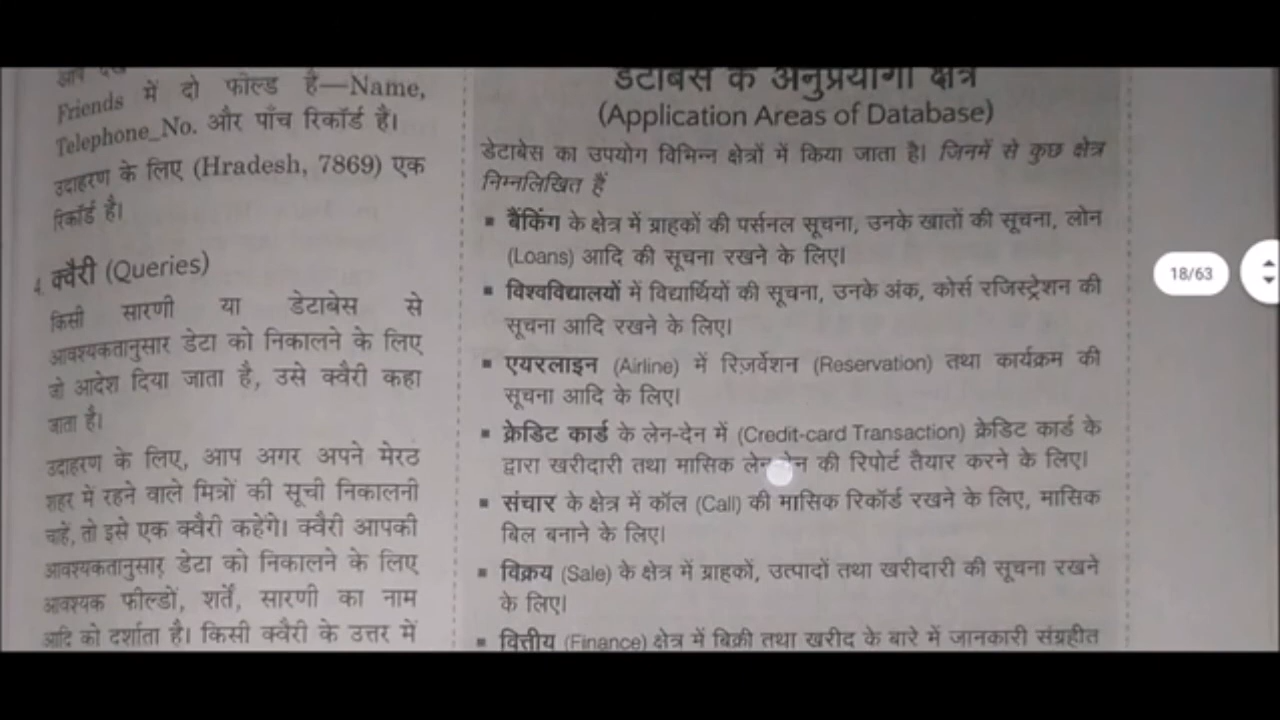 Friends में दो फील्ड है—Name,
Telephone_No. और पाँच रिकॉर्ड है।
उदाहरण के लिए (Hradesh, 7869) एक
रिकॉर्ड है।
4. क्वैरी (Queries)
किसी सारणी या डेटाबेस से
आवश्यकतानुसार डेटा को निकालने के लिए
जो आदेश दिया जाता है, उसे क्वैरी कहा
जाता है।
उदाहरण के लिए, आप अगर अपने मेरठ
शहर में रहने वाले मित्रों की सूची निकालनी
चाहें, तो इसे एक क्वैरी कहेंगे। क्वैरी आपकी
आवश्यकतानुसार डेटा को निकालने के लिए
आवश्यक फील्डों, शर्तें, सारणी का नाम
आदि को दर्शाता है। किसी क्वैरी के उत्तर में
डेटाबेस के अनुप्रयोगी क्षेत्र
(Application Areas of Database)
डेटाबेस का उपयोग विभिन्न क्षेत्रों में किया जाता है। जिनमें से कुछ क्षेत्र
निम्नलिखित हैं
▪ बैंकिंग के क्षेत्र में ग्राहकों की पर्सनल सूचना, उनके खातों की सूचना, लोन
(Loans) आदि की सूचना रखने के लिए।
▪ विश्वविद्यालयों में विद्यार्थियों की सूचना, उनके अंक, कोर्स रजिस्ट्रेशन की
सूचना आदि रखने के लिए।
▪ एयरलाइन (Airline) में रिज़र्वेशन (Reservation) तथा कार्यक्रम की
सूचना आदि के लिए।
▪ क्रेडिट कार्ड के लेन-देन में (Credit-card Transaction) क्रेडिट कार्ड के
द्वारा खरीदारी तथा मासिक लेन-देन की रिपोर्ट तैयार करने के लिए।
▪ संचार के क्षेत्र में कॉल (Call) की मासिक रिकॉर्ड रखने के लिए, मासिक
बिल बनाने के लिए।
▪ विक्रय (Sale) के क्षेत्र में ग्राहकों, उत्पादों तथा खरीदारी की सूचना रखने
के लिए।
▪ वित्तीय (Finance) क्षेत्र में बिक्री तथा खरीद के बारे में जानकारी संग्रहीत
18/63